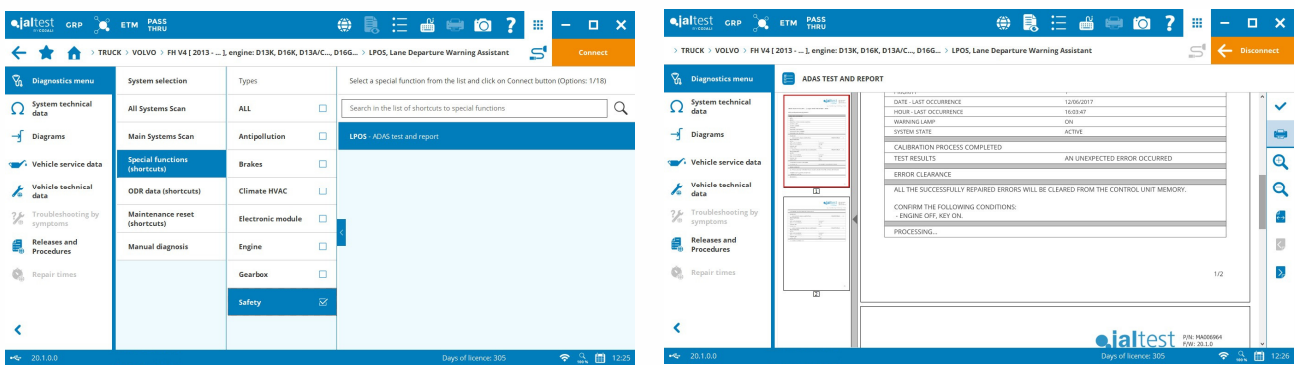 jaltest GRP ETM PASS THRU
COJALI
TRUCK > VOLVO > FH V4 [ 2013 - ... ], engine: D13K, D16K, D13A/C..., D16G... > LPOS, Lane Departure Warning Assistant
Connect
Diagnostics menu
System technical data
Diagrams
Vehicle service data
Vehicle technical data
Troubleshooting by symptoms
Releases and Procedures
Repair times
System selection
All Systems Scan
Main Systems Scan
Special functions (shortcuts)
ODR data (shortcuts)
Maintenance reset (shortcuts)
Manual diagnosis
Types
ALL
Antipollution
Brakes
Climate HVAC
Electronic module
Engine
Gearbox
Safety
Select a special function from the list and click on Connect button (Options: 1/18)
Search in the list of shortcuts to special functions
LPOS - ADAS test and report
20.1.0.0
Days of licence: 305
100 %
12:25
jaltest GRP ETM PASS THRU
COJALI
> TRUCK > VOLVO > FH V4 [ 2013 - ... ], engine: D13K, D16K, D13A/C..., D16G... > LPOS, Lane Departure Warning Assistant
Disconnect
Diagnostics menu
System technical data
Diagrams
Vehicle service data
Vehicle technical data
Troubleshooting by symptoms
Releases and Procedures
Repair times
ADAS TEST AND REPORT
1
2
DATE - LAST OCCURRENCE 12/06/2017
HOUR - LAST OCCURRENCE 16:03:47
WARNING LAMP ON
SYSTEM STATE ACTIVE
CALIBRATION PROCESS COMPLETED
TEST RESULTS AN UNEXPECTED ERROR OCCURRED
ERROR CLEARANCE
ALL THE SUCCESSFULLY REPAIRED ERRORS WILL BE CLEARED FROM THE CONTROL UNIT MEMORY.
CONFIRM THE FOLLOWING CONDITIONS:
- ENGINE OFF, KEY ON.
PROCESSING...
1/2
jaltest
P/N: MA006964
F/W: 20.1.0
20.1.0.0
Days of licence: 305
100 %
12:26